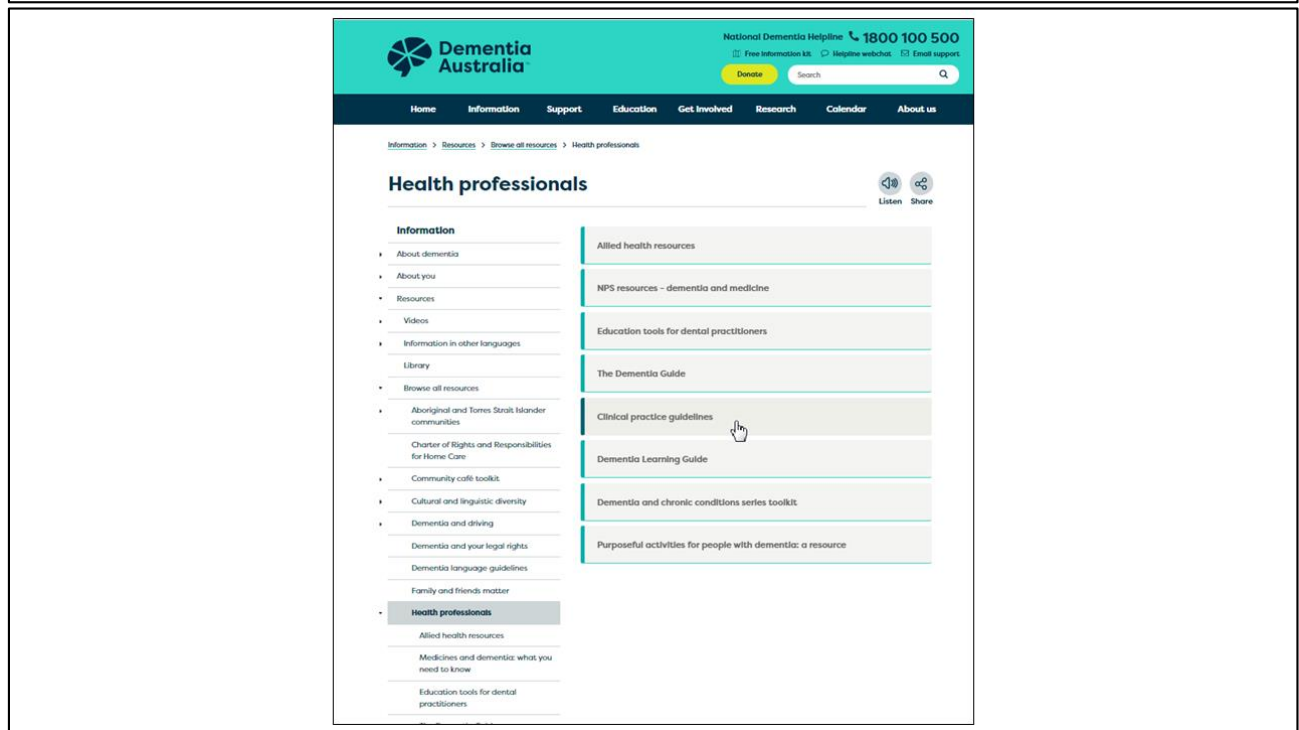 Dementia
Australia™
National Dementia Helpline 1800 100 500
Free information kit Helpline webchat Email support
Donate
Search
Home Information Support Education Get involved Research Calendar About us
Information > Resources > Browse all resources > Health professionals
Health professionals
Listen Share
Information
About dementia
About you
Resources
Videos
Information in other languages
Library
Browse all resources
Aboriginal and Torres Strait Islander
communities
Charter of Rights and Responsibilities
for Home Care
Community café toolkit
Cultural and linguistic diversity
Dementia and driving
Dementia and your legal rights
Dementia language guidelines
Family and friends matter
Health professionals
Allied health resources
Medicines and dementia: what you
need to know
Education tools for dental
practitioners
Allied health resources
NPS resources – dementia and medicine
Education tools for dental practitioners
The Dementia Guide
Clinical practice guidelines
Dementia Learning Guide
Dementia and chronic conditions series toolkit
Purposeful activities for people with dementia: a resource